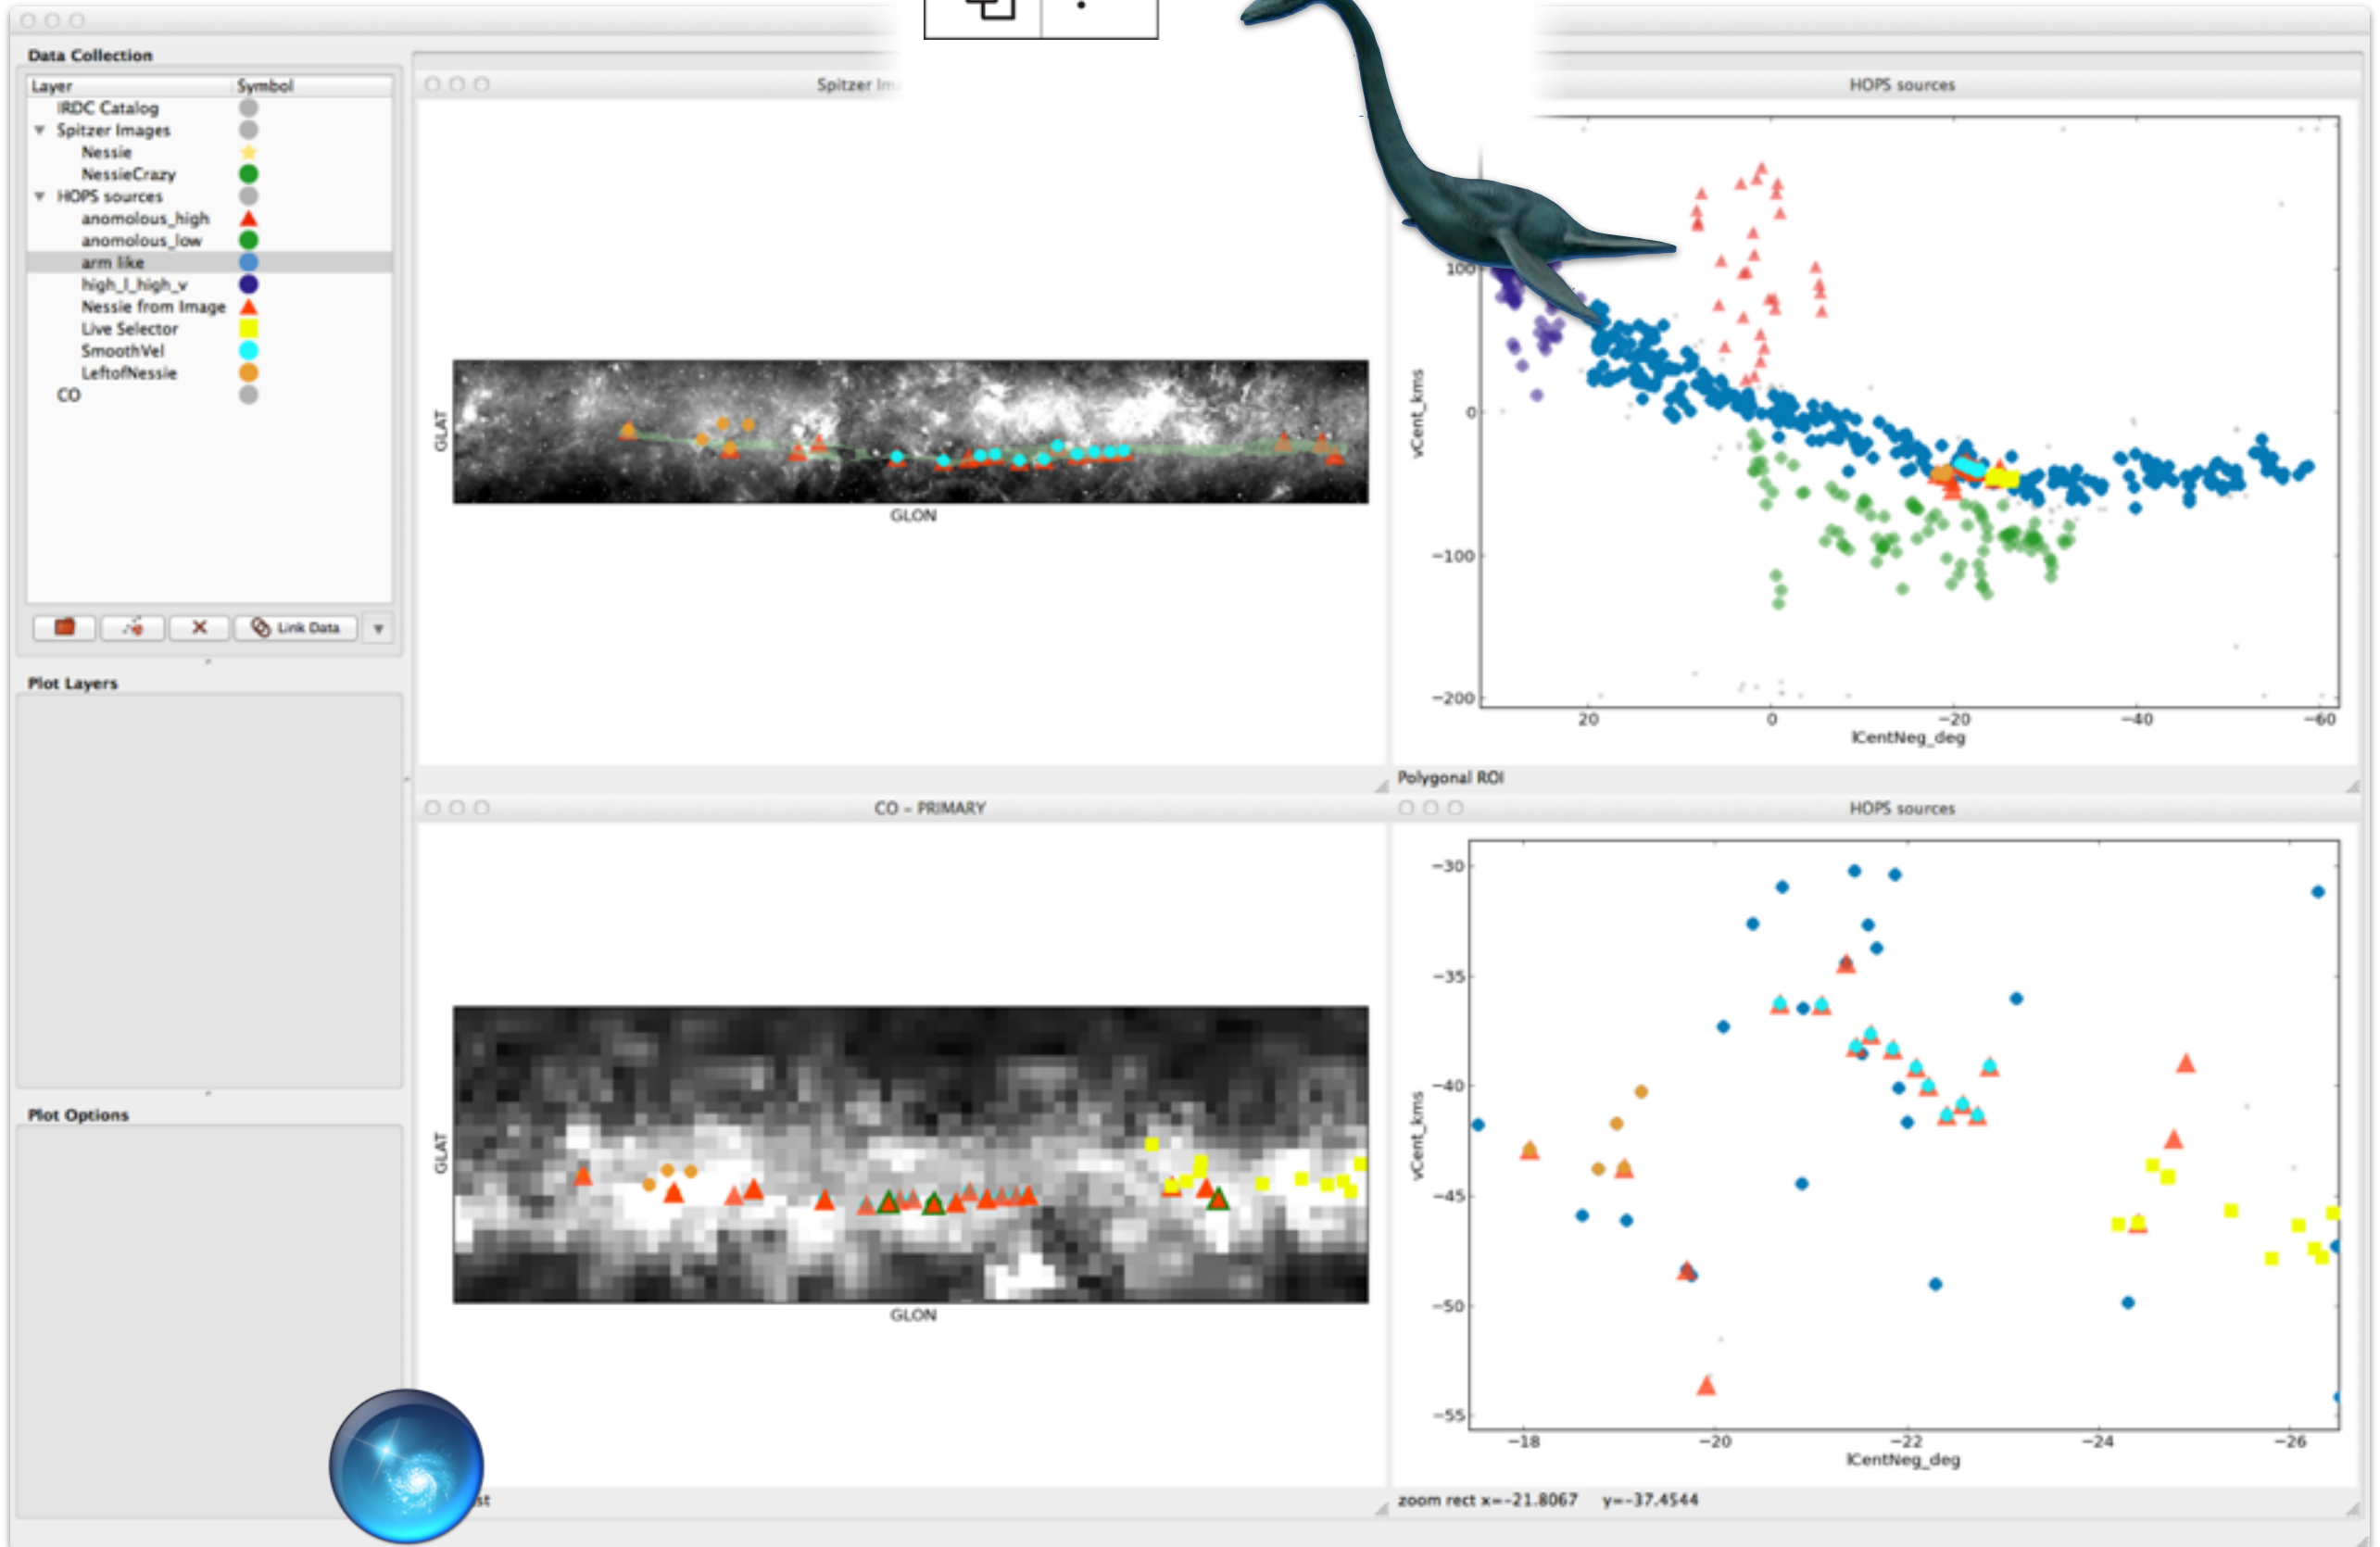 Data Collection
Layer Symbol
IRDC Catalog
Spitzer Images
Nessie
NessieCrazy
HOPS sources
anomolous_high
anomolous_low
arm like
high_l_high_v
Nessie from Image
Live Selector
SmoothVel
LeftofNessie
CO
Link Data
Plot Layers
Plot Options
Spitzer Im
GLAT
GLON
HOPS sources
100
0
−100
−200
vCent_kms
20 0 −20 −40 −60
lCentNeg_deg
Polygonal ROI
CO – PRIMARY
GLAT
GLON
st
HOPS sources
−30
−35
−40
−45
−50
−55
vCent_kms
−18 −20 −22 −24 −26
lCentNeg_deg
zoom rect x=−21.8067 y=−37.4544